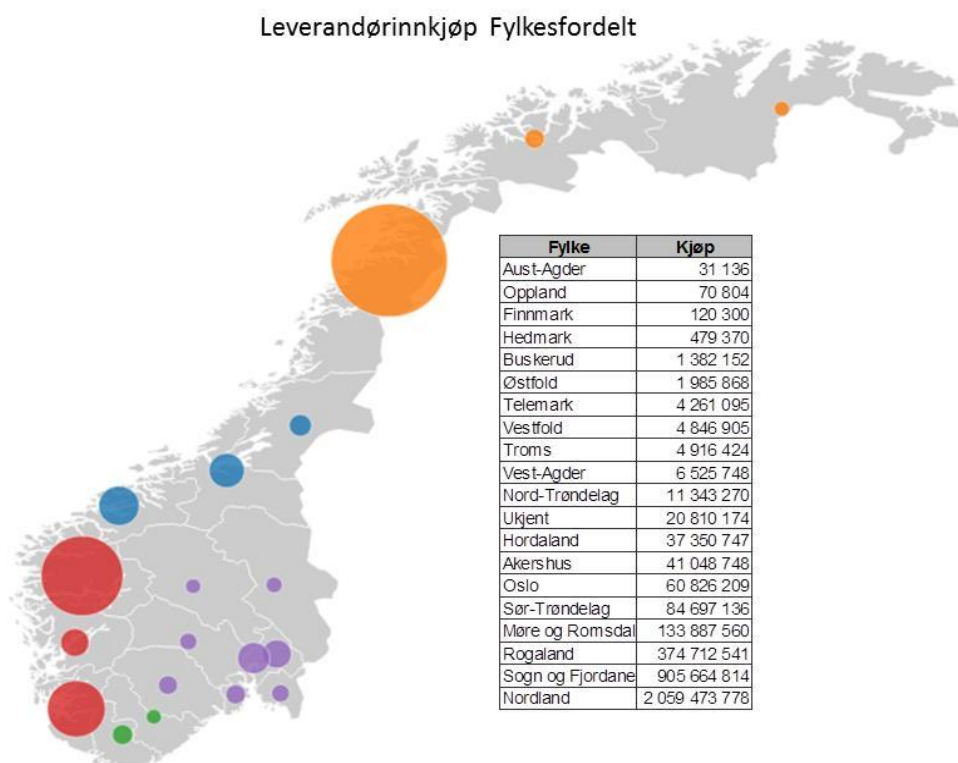 Leverandørinnkjøp Fylkesfordelt
Fylke Kjøp
Aust-Agder 31 136
Oppland 70 804
Finnmark 120 300
Hedmark 479 370
Buskerud 1 382 152
Østfold 1 985 868
Telemark 4 261 095
Vestfold 4 846 905
Troms 4 916 424
Vest-Agder 6 525 748
Nord-Trøndelag 11 343 270
Ukjent 20 810 174
Hordaland 37 350 747
Akershus 41 048 748
Oslo 60 826 209
Sør-Trøndelag 84 697 136
Møre og Romsdal 133 887 560
Rogaland 374 712 541
Sogn og Fjordane 905 664 814
Nordland 2 059 473 778